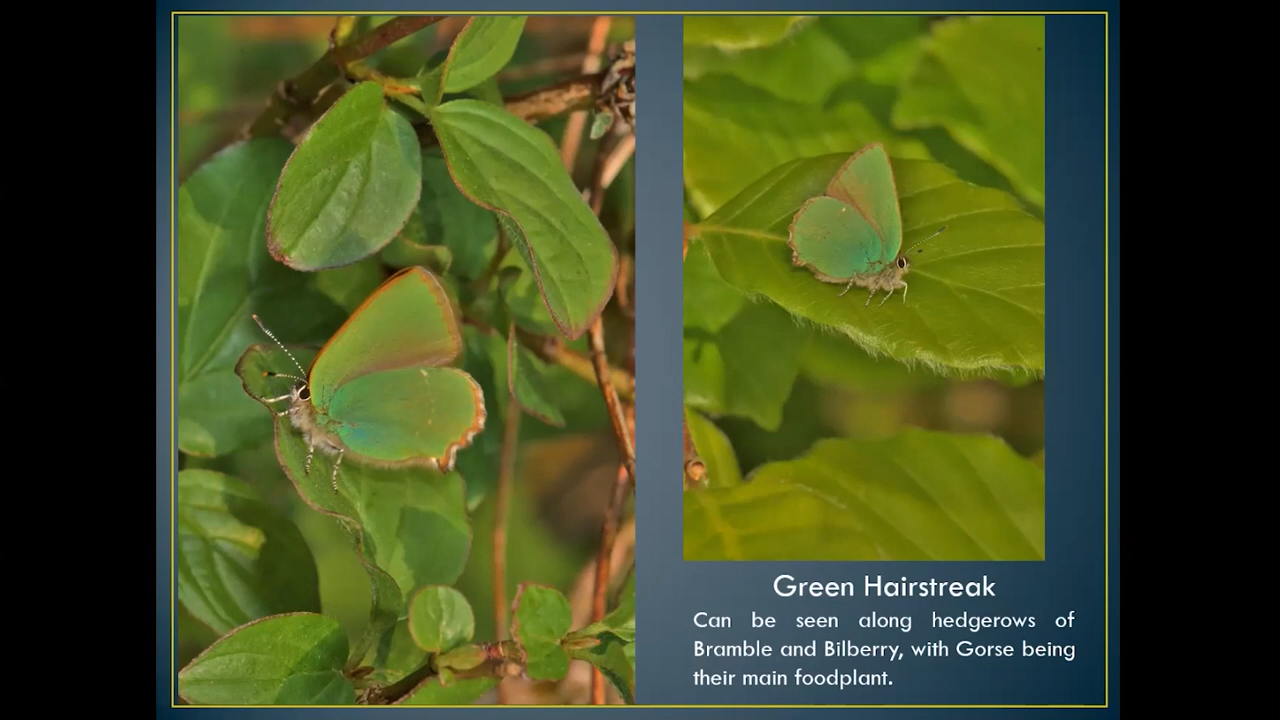 Green Hairstreak
Can be seen along hedgerows of
Bramble and Bilberry, with Gorse being
their main foodplant.